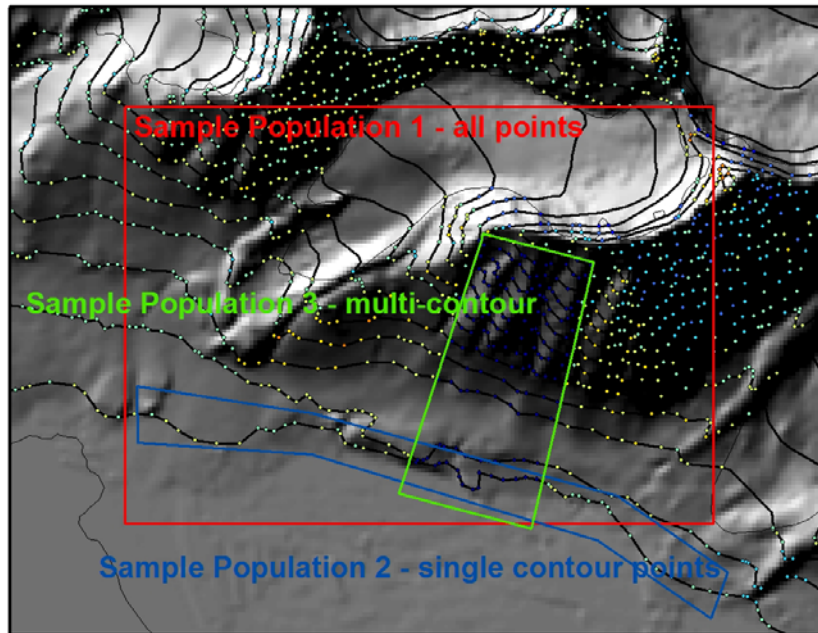 Sample Population 1 - all points
Sample Population 3 - multi-contour
Sample Population 2 - single contour points